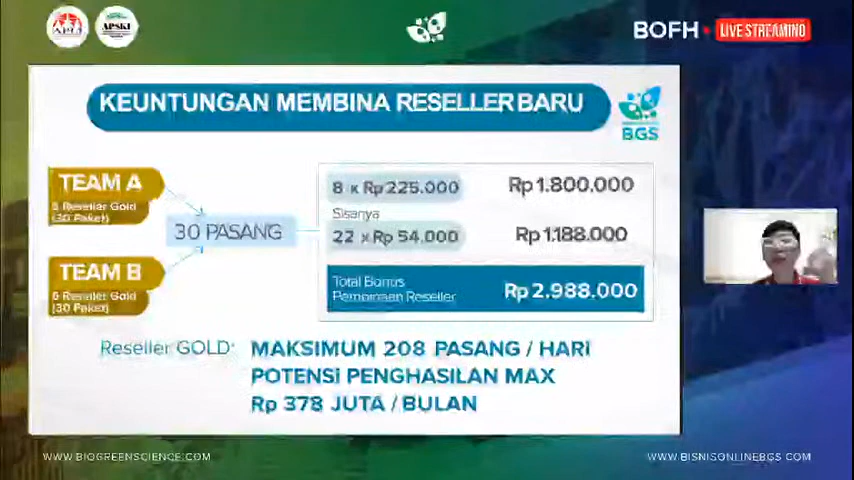 APLI
APSKI
BOFH • LIVE STREAMING
KEUNTUNGAN MEMBINA RESELLER BARU
BGS
TEAM A
5 Reseller Gold
(30 Paket)
30 PASANG
TEAM B
5 Reseller Gold
(30 Paket)
8 x Rp 225.000 Rp 1.800.000
Sisanya
22 x Rp 54.000 Rp 1.188.000
Total Bonus
Pembinaan Reseller
Rp 2.988.000
Reseller GOLD: MAKSIMUM 208 PASANG / HARI
POTENSI PENGHASILAN MAX
Rp 378 JUTA / BULAN
WWW.BIOGREENSCIENCE.COM
WWW.BISNISONLINEBGS.COM